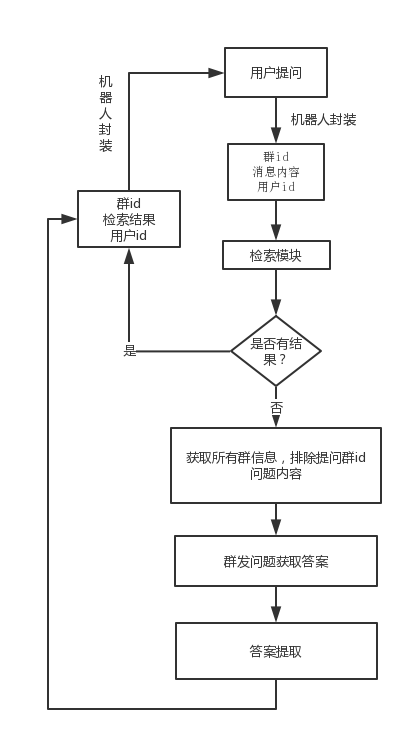 用户提问
机器人封装
机器人封装
群id
消息内容
用户id
群id
检索结果
用户id
检索模块
是否有结
果？
是
否
获取所有群信息，排除提问群id
问题内容
群发问题获取答案
答案提取